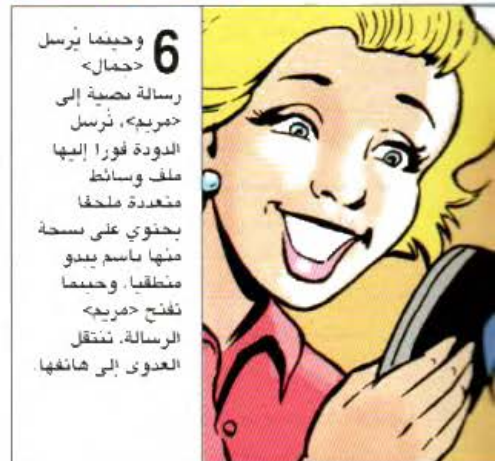 6 وحينما يُرسل
<جمال>
رسالة نصية إلى
<مريم>، تُرسل
الدودة فورا إليها
ملف وسائط
متعددة ملحقا
يحتوي على نسخة
منها باسم يبدو
منطقيا. وحينما
تفتح <مريم>
الرسالة، تنتقل
العدوى إلى هاتفها.